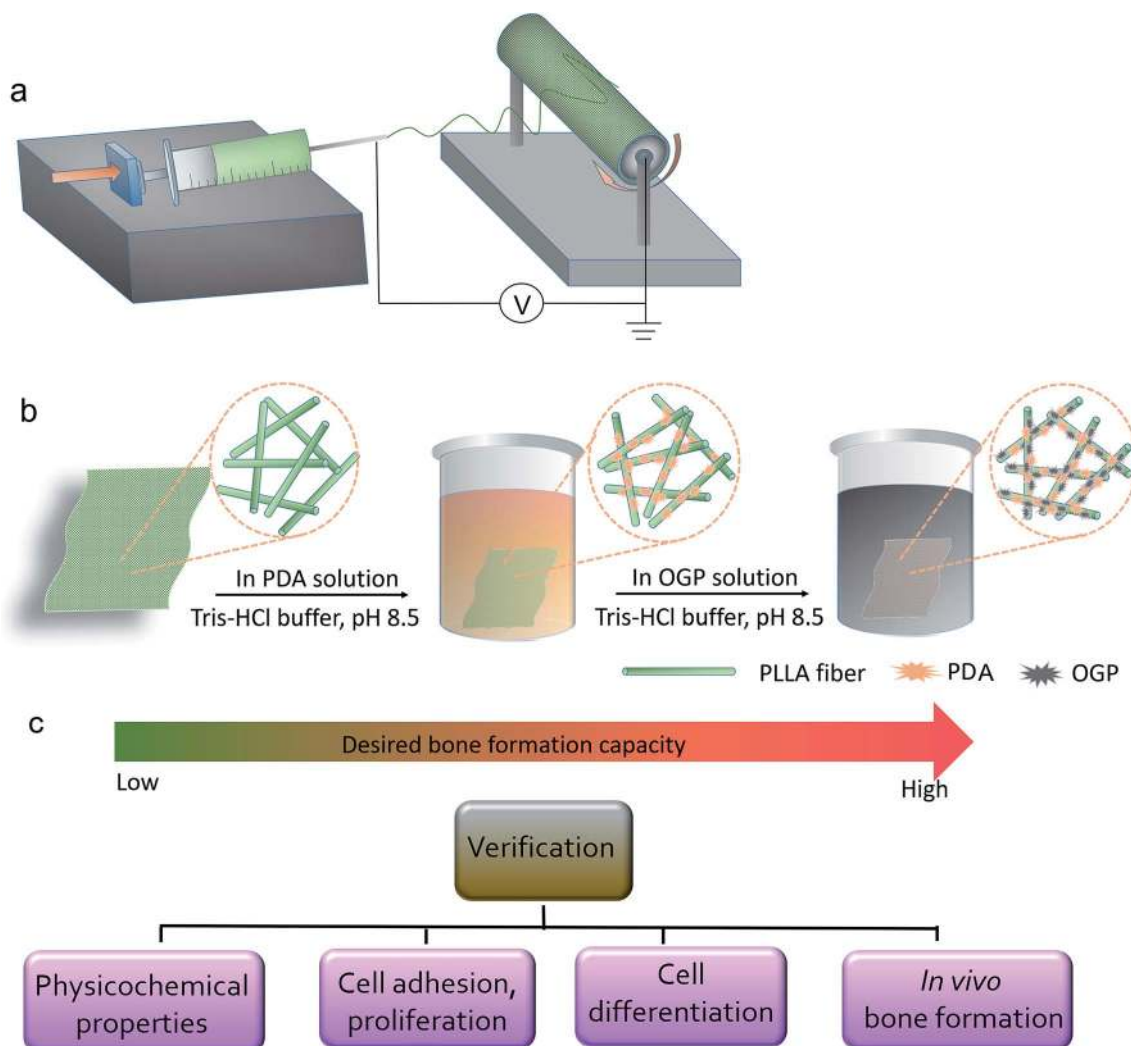 a
V
b
In PDA solution
Tris-HCl buffer, pH 8.5
In OGP solution
Tris-HCl buffer, pH 8.5
PLLA fiber PDA OGP
c
Desired bone formation capacity
Low High
Verification
Physicochemical
properties
Cell adhesion,
proliferation
Cell
differentiation
In vivo
bone formation